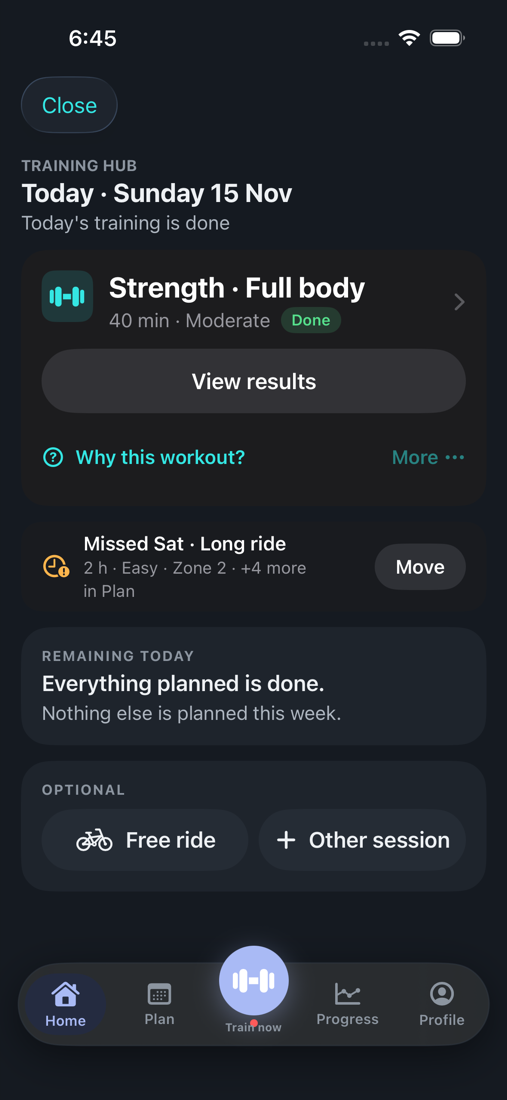 6:45
Close
TRAINING HUB
Today · Sunday 15 Nov
Today's training is done
Strength · Full body
40 min · Moderate Done
View results
Why this workout? More ···
Missed Sat · Long ride
2 h · Easy · Zone 2 · +4 more
in Plan
Move
REMAINING TODAY
Everything planned is done.
Nothing else is planned this week.
OPTIONAL
Free ride
+ Other session
Home
Plan
Train now
Progress
Profile